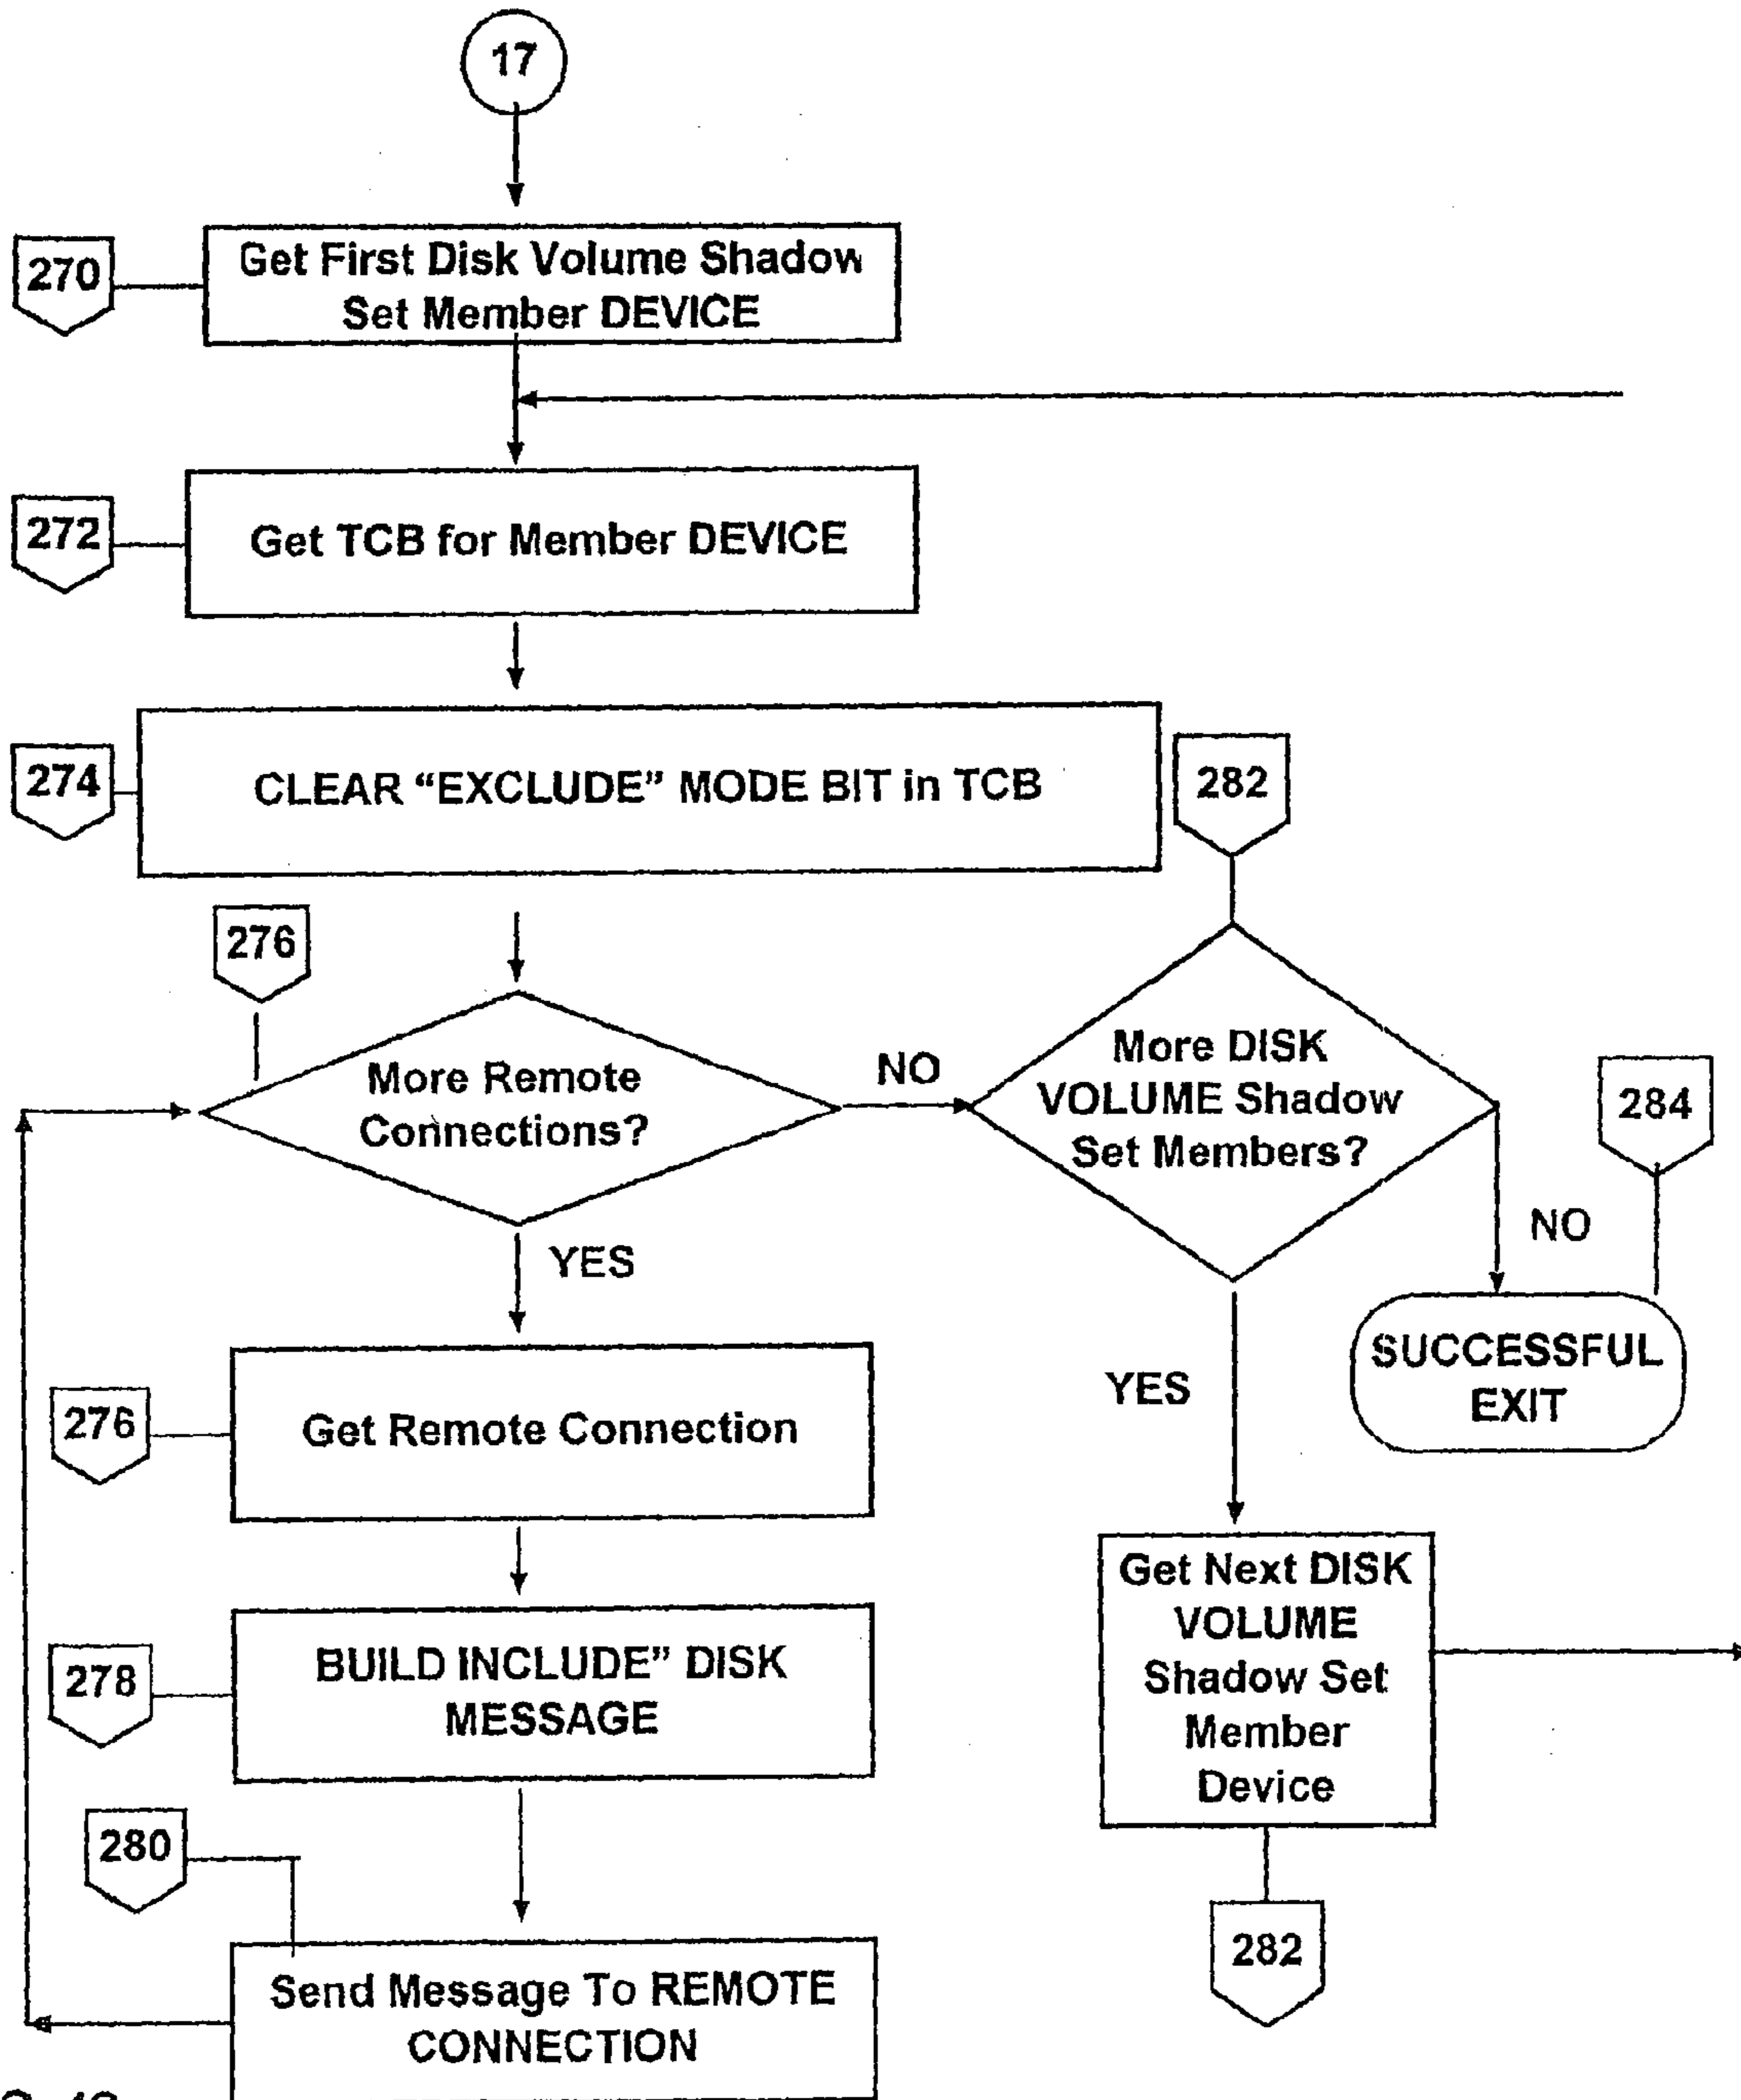 17
270
Get First Disk Volume Shadow
Set Member DEVICE
272
Get TCB for Member DEVICE
274
CLEAR “EXCLUDE” MODE BIT in TCB
282
276
More Remote
Connections?
NO
More DISK
VOLUME Shadow
Set Members?
284
NO
YES
SUCCESSFUL
EXIT
276
Get Remote Connection
YES
Get Next DISK
VOLUME
Shadow Set
Member
Device
278
BUILD INCLUDE” DISK
MESSAGE
280
282
Send Message To REMOTE
CONNECTION